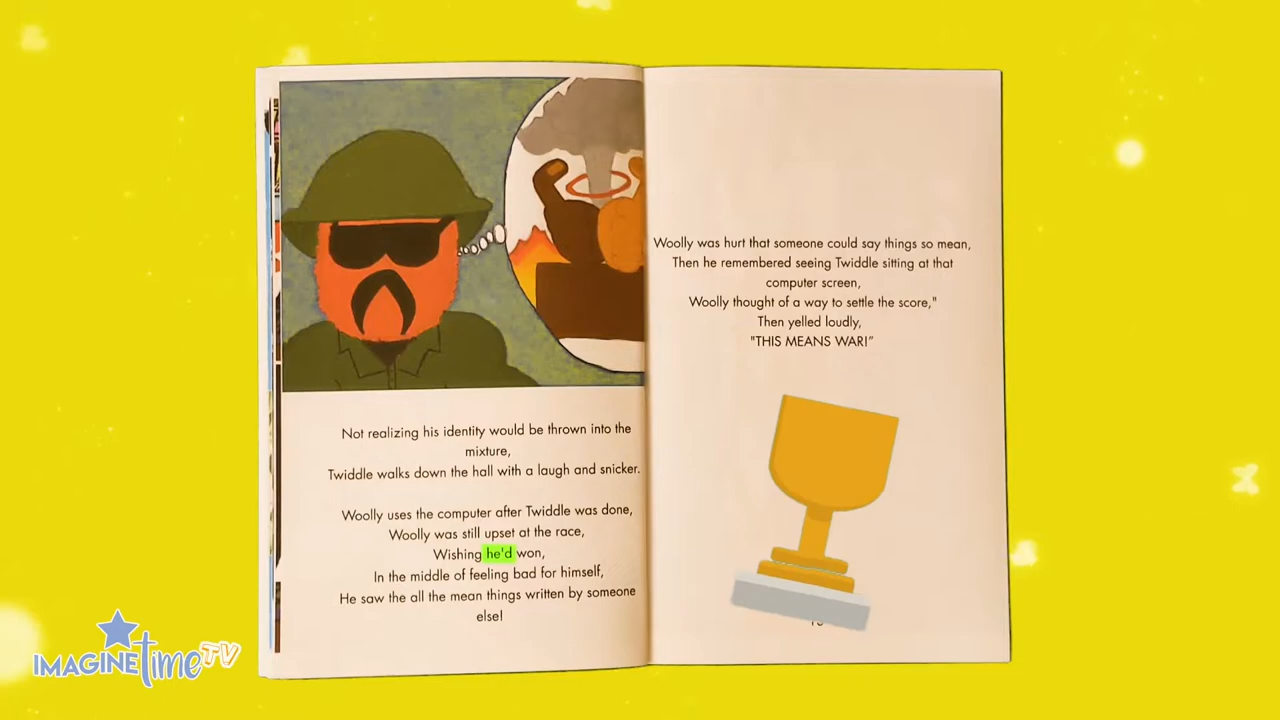 Not realizing his identity would be thrown into the
mixture,
Twiddle walks down the hall with a laugh and snicker.
Woolly uses the computer after Twiddle was done,
Woolly was still upset at the race,
Wishing he'd won,
In the middle of feeling bad for himself,
He saw the all the mean things written by someone
else!
Woolly was hurt that someone could say things so mean,
Then he remembered seeing Twiddle sitting at that
computer screen,
Woolly thought of a way to settle the score,"
Then yelled loudly,
"THIS MEANS WAR!"
IMAGINE time TV